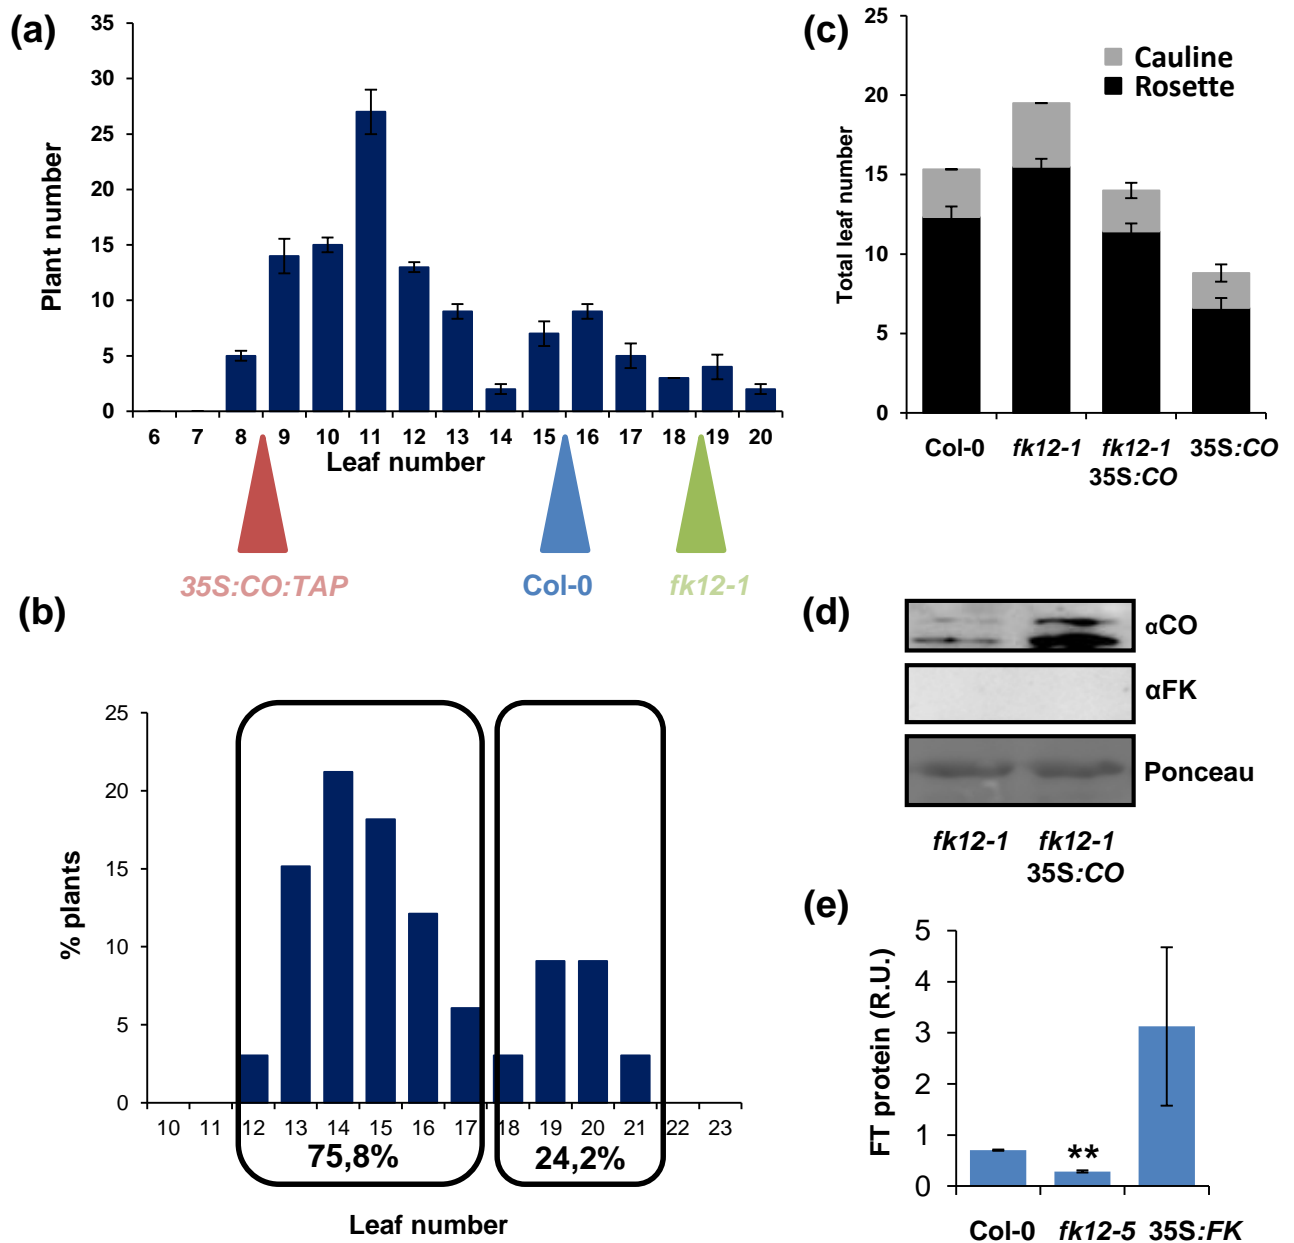 (a)
35
30
25
20
15
10
5
0
Plant number
6 7 8 9 10 11 12 13 14 15 16 17 18 19 20
Leaf number
35S:CO:TAP
Col-0
fk12-1
(b)
25
20
15
10
5
0
% plants
10 11 12 13 14 15 16 17 18 19 20 21 22 23
75,8%
24,2%
Leaf number
(c)
25
20
15
10
5
0
Total leaf number
Cauline
Rosette
Col-0 fk12-1 fk12-1 35S:CO
35S:CO
(d)
αCO
αFK
Ponceau
fk12-1 fk12-1
35S:CO
(e)
5
4
3
2
1
0
FT protein (R.U.)
**
Col-0 fk12-5 35S:FK